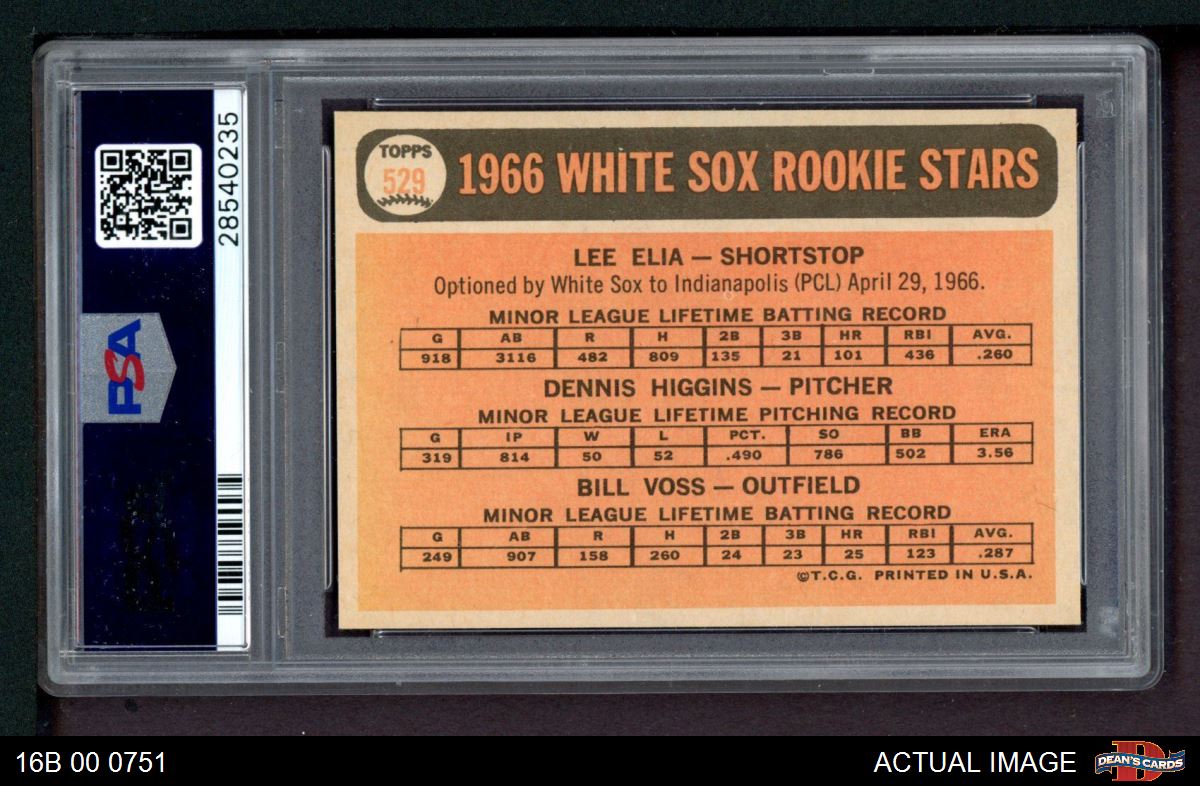 28540235
PSA
TOPPS
529
1966 WHITE SOX ROOKIE STARS
LEE ELIA — SHORTSTOP
Optioned by White Sox to Indianapolis (PCL) April 29, 1966.
MINOR LEAGUE LIFETIME BATTING RECORD
G AB R H 2B 3B HR RBI AVG.
918 3116 482 809 135 21 101 436 .260
DENNIS HIGGINS — PITCHER
MINOR LEAGUE LIFETIME PITCHING RECORD
G IP W L PCT. SO BB ERA
319 814 50 52 .490 786 502 3.56
BILL VOSS — OUTFIELD
MINOR LEAGUE LIFETIME BATTING RECORD
G AB R H 2B 3B HR RBI AVG.
249 907 158 260 24 23 25 123 .287
©T.C.G. PRINTED IN U.S.A.
16B 00 0751
ACTUAL IMAGE
D
DEAN'S CARDS